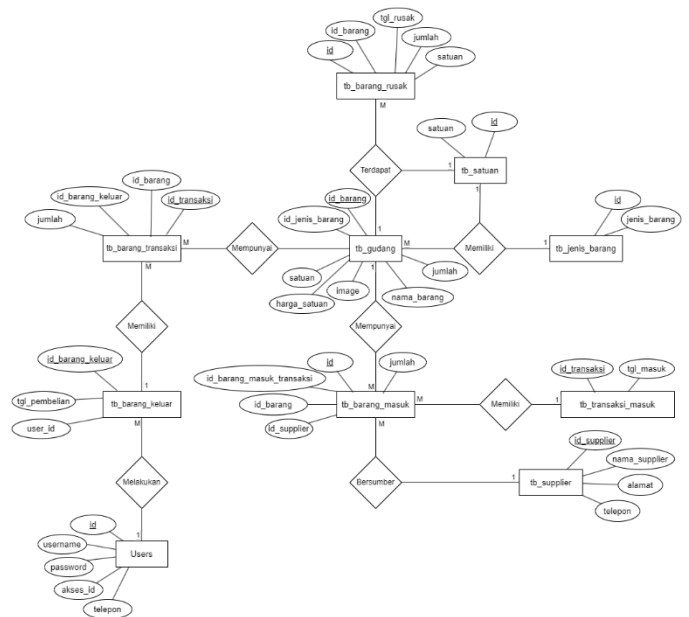 tgl_rusak
id_barang
jumlah
id
satuan
tb_barang_rusak
M
id
satuan
Terdapat
1
tb_satuan
1
id_barang
id_barang_keluar
id_transaksi
jumlah
id_barang
id_jenis_barang
1
id
jenis_barang
tb_barang_transaksi
M
Mempunyai
tb_gudang
M
Memiliki
1
tb_jenis_barang
M
1
satuan
image
jumlah
harga_satuan
nama_barang
Memiliki
Mempunyai
id_barang_keluar
1
id
jumlah
id_barang_masuk_transaksi
M
id_transaksi
tgl_masuk
tgl_pembelian
tb_barang_keluar
id_barang
tb_barang_masuk
M
Memiliki
1
tb_transaksi_masuk
user_id
M
id_supplier
M
id_supplier
nama_supplier
Melakukan
Bersumber
1
tb_supplier
alamat
telepon
id
1
username
Users
password
akses_id
telepon